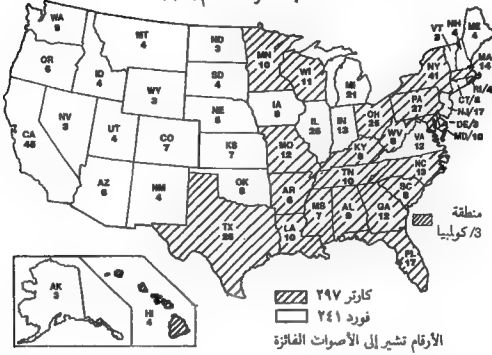 WA
9
MT
4
ND
3
MN
10
VT
3
NH
4
ME
4
OR
6
ID
4
SD
4
WI
11
MI
21
NY
41
MA
14
RI/4
CT/8
NJ/17
DE/3
MD/10
WY
3
NV
3
UT
4
CO
7
NE
5
IA
8
IL
26
IN
13
OH
25
PA
27
WV
6
VA
12
CA
45
KS
7
MO
12
KY
9
TN
10
NC
13
SC
8
AZ
6
NM
4
OK
8
AR
6
MS
7
AL
9
GA
12
TX
26
LA
10
FL
17
منطقة
3/كولمبيا
AK
3
HI
4
كارتر ٢٩٧
فورد ٢٤١
الأرقام تشير إلى الأصوات الفائزة